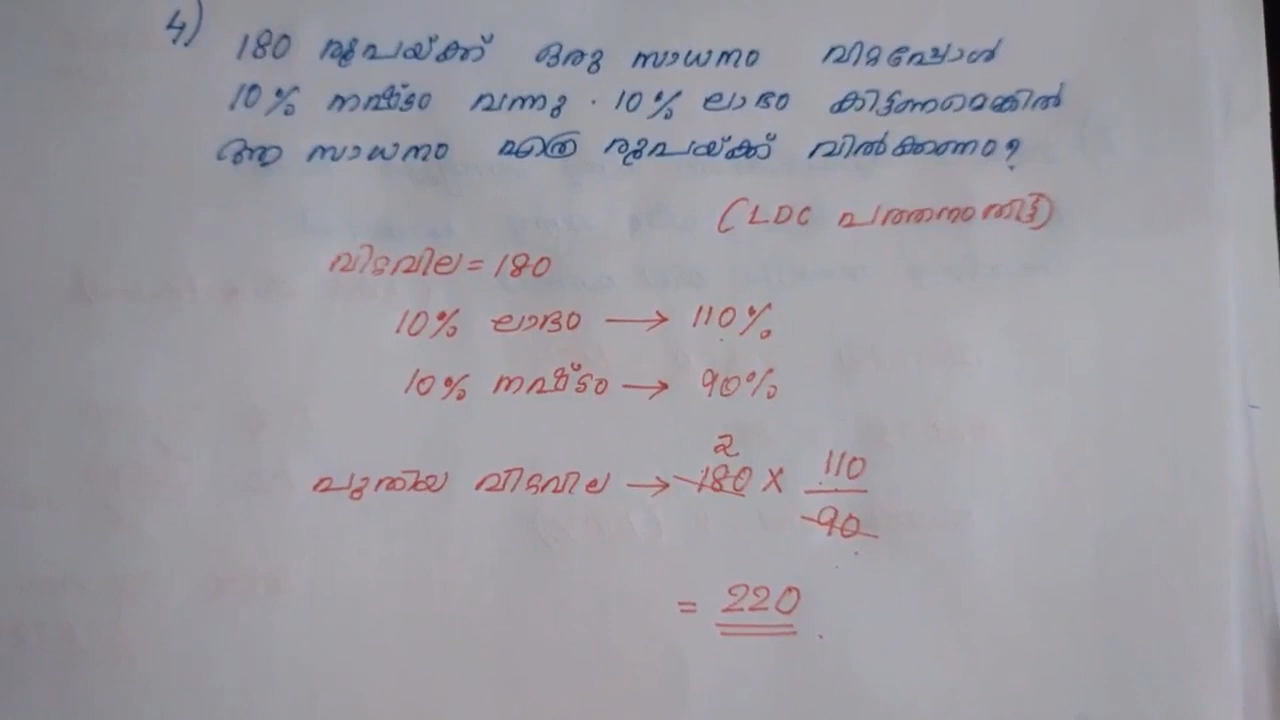 4)
180 രൂപയ്ക്ക് ഒരു സാധനം വിറ്റപ്പോൾ
10% നഷ്ടം വന്നു . 10% ലാഭം കിട്ടണമെങ്കിൽ
ആ സാധനം എത്ര രൂപയ്ക്ക് വിൽക്കണം?
(LDC പത്തനംതിട്ട)
വിറ്റവില = 180
10% ലാഭം → 110%
10% നഷ്ടം → 90%
പുതിയ വിറ്റവില → 180 × 110
2
90
= 220